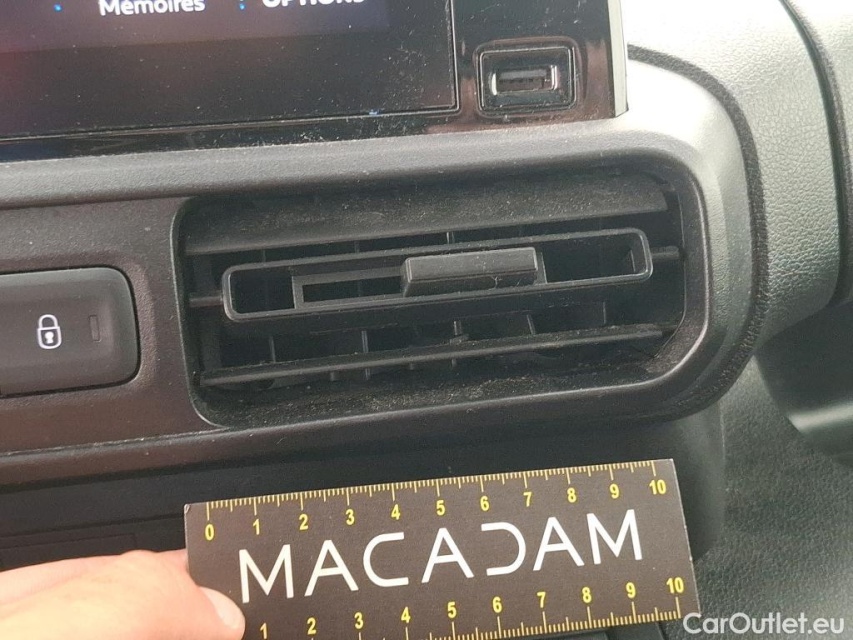 Mémoires : OPTIONS
0 1 2 3 4 5 6 7 8 9 10
MACADAM
1 2 3 4 5 6 7 8 9 10
CarOutlet.eu